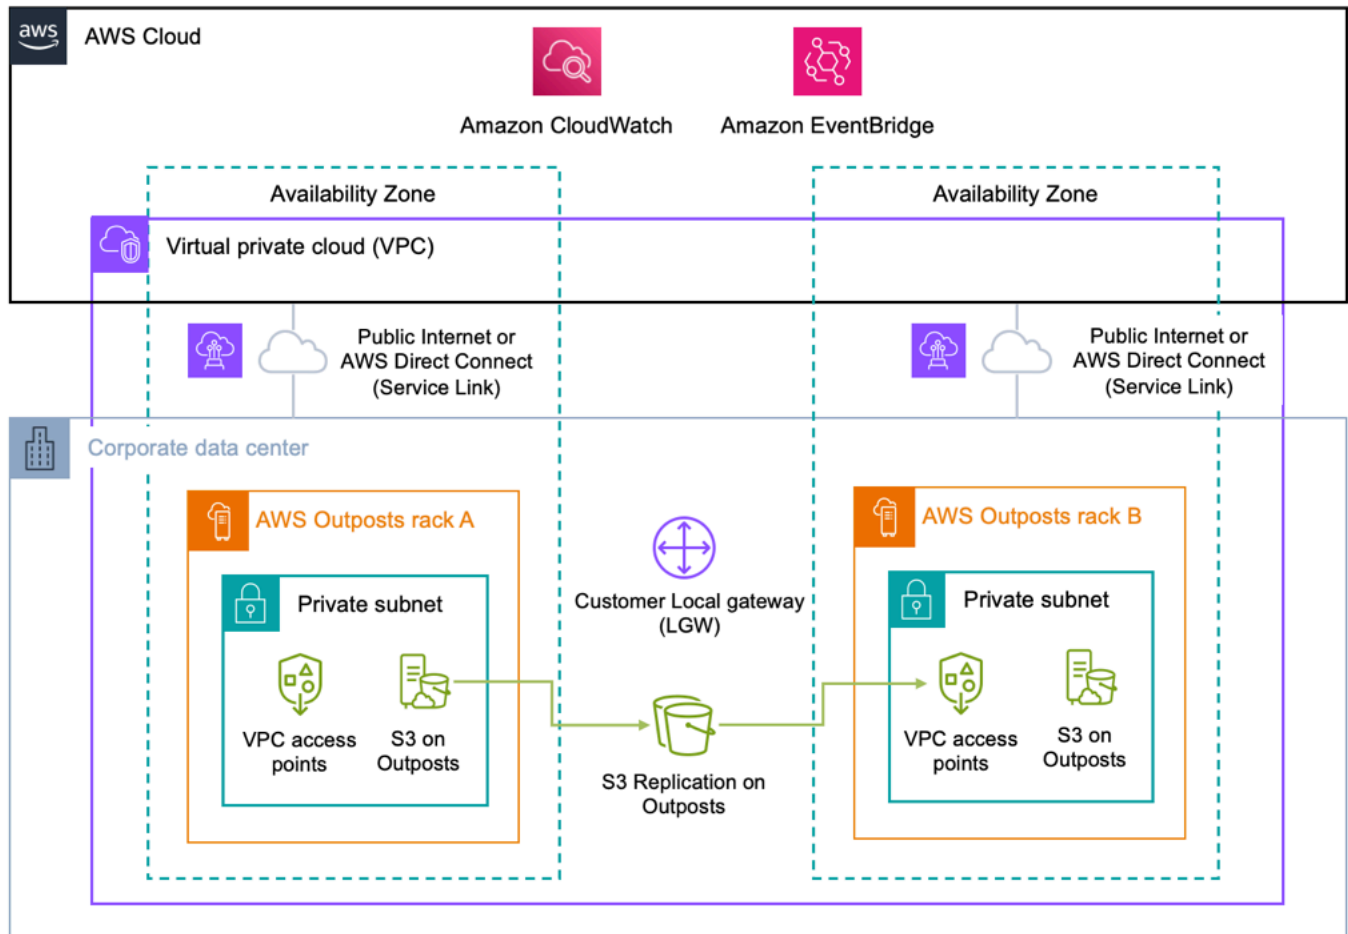 aws
AWS Cloud
Amazon CloudWatch
Amazon EventBridge
Availability Zone
Availability Zone
Virtual private cloud (VPC)
Public Internet or
AWS Direct Connect
(Service Link)
Public Internet or
AWS Direct Connect
(Service Link)
Corporate data center
AWS Outposts rack A
Private subnet
VPC access
points
S3 on
Outposts
Customer Local gateway
(LGW)
S3 Replication on
Outposts
AWS Outposts rack B
Private subnet
VPC access
points
S3 on
Outposts